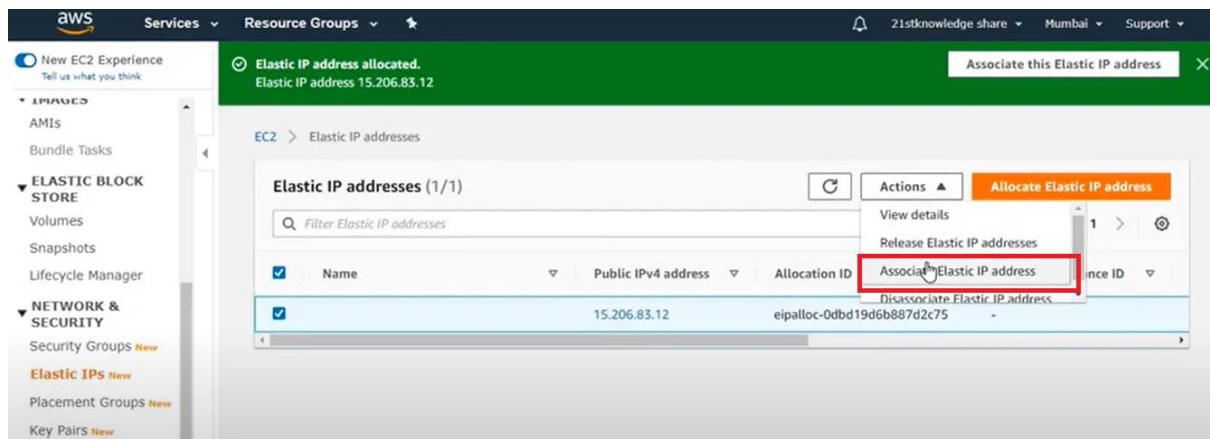 aws Services Resource Groups 21stknowledge share Mumbai Support
New EC2 Experience
Tell us what you think
IMAGES
AMIs
Bundle Tasks
ELASTIC BLOCK
STORE
Volumes
Snapshots
Lifecycle Manager
NETWORK &
SECURITY
Security Groups New
Elastic IPs New
Placement Groups New
Key Pairs New
Elastic IP address allocated.
Elastic IP address 15.206.83.12
Associate this Elastic IP address
EC2 > Elastic IP addresses
Elastic IP addresses (1/1)
Actions
Allocate Elastic IP address
Filter Elastic IP addresses
1
View details
Release Elastic IP addresses
Associate Elastic IP address
Disassociate Elastic IP address
Name Public IPv4 address Allocation ID nce ID
15.206.83.12 eipalloc-0dbd19d6b887d2c75 -